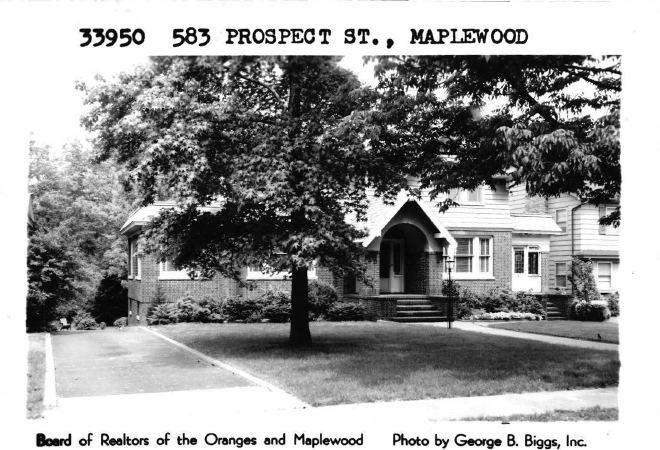 33950 583 PROSPECT ST., MAPLEWOOD
Board of Realtors of the Oranges and Maplewood Photo by George B. Biggs, Inc.